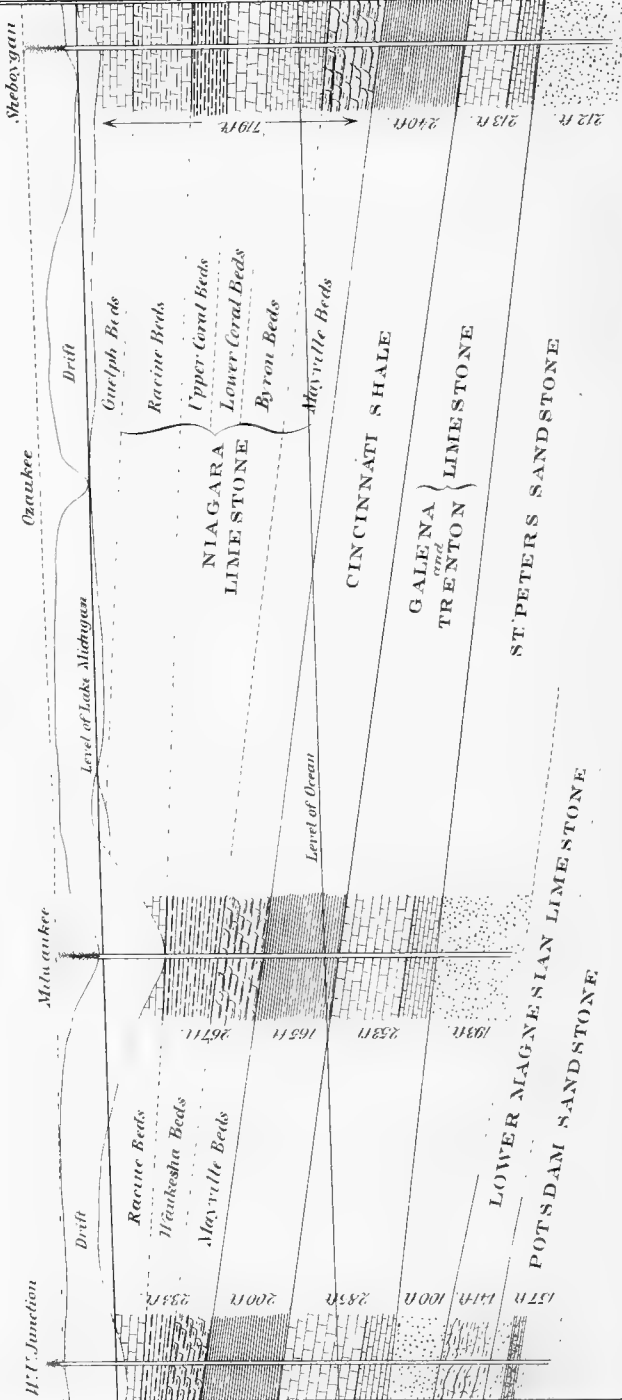 W.U. Junction
Milwaukee
Ozaukee
Sheboygan
Drift
Drift
Level of Lake Michigan
Guelph Beds
Racine Beds
Upper Coral Beds
Lower Coral Beds
Byron Beds
Mayville Beds
NIAGARA
LIMESTONE
Racine Beds
Waukesha Beds
Mayville Beds
Level of Ocean
CINCINNATI SHALE
GALENA
and
TRENTON
LIMESTONE
ST. PETERS SANDSTONE
LOWER MAGNESIAN LIMESTONE
POTSDAM SANDSTONE
235 ft.
200 ft.
285 ft.
100 ft
141 ft.
157 ft
267 ft.
165 ft
253 ft
193 ft.
719 ft.
240 ft.
213 ft.
212 ft.